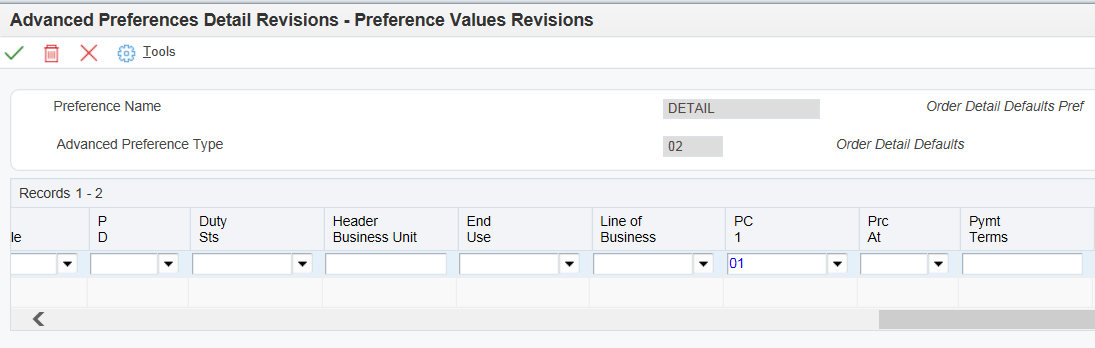 Advanced Preferences Detail Revisions - Preference Values Revisions
Tools
Preference Name DETAIL Order Detail Defaults Pref
Advanced Preference Type 02 Order Detail Defaults
Records 1 - 2
P Duty Header End Line of PC Prc Pymt
le D Sts Business Unit Use Business 1 At Terms
01